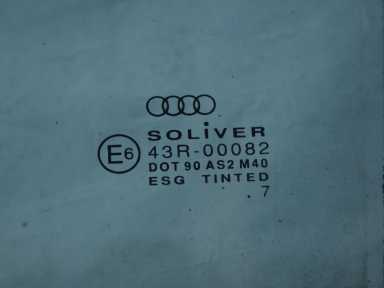 SOLiVER
E6 43R-00082
DOT 90 AS2 M40
ESG TINTED
7